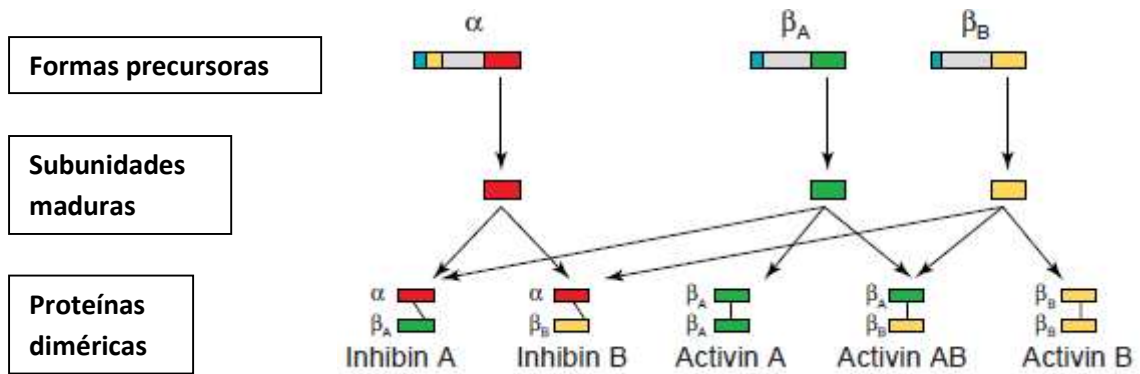 α β_A β_B
Formas precursoras
Subunidades
maduras
Proteínas
diméricas
α α β_A β_A β_B
β_A β_B β_A β_B β_B
Inhibin A Inhibin B Activin A Activin AB Activin B